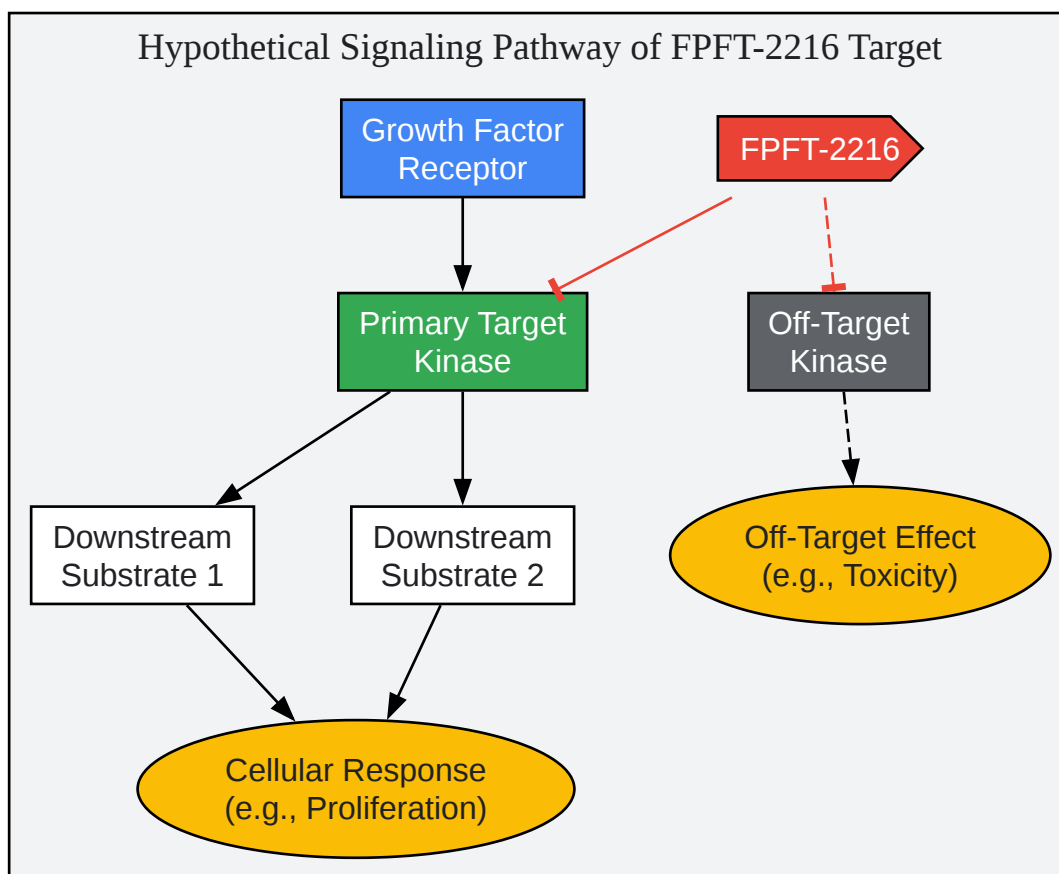 Hypothetical Signaling Pathway of FPFT-2216 Target
Growth Factor
Receptor
FPFT-2216
Primary Target
Kinase
Off-Target
Kinase
Downstream
Substrate 1
Downstream
Substrate 2
Off-Target Effect
(e.g., Toxicity)
Cellular Response
(e.g., Proliferation)